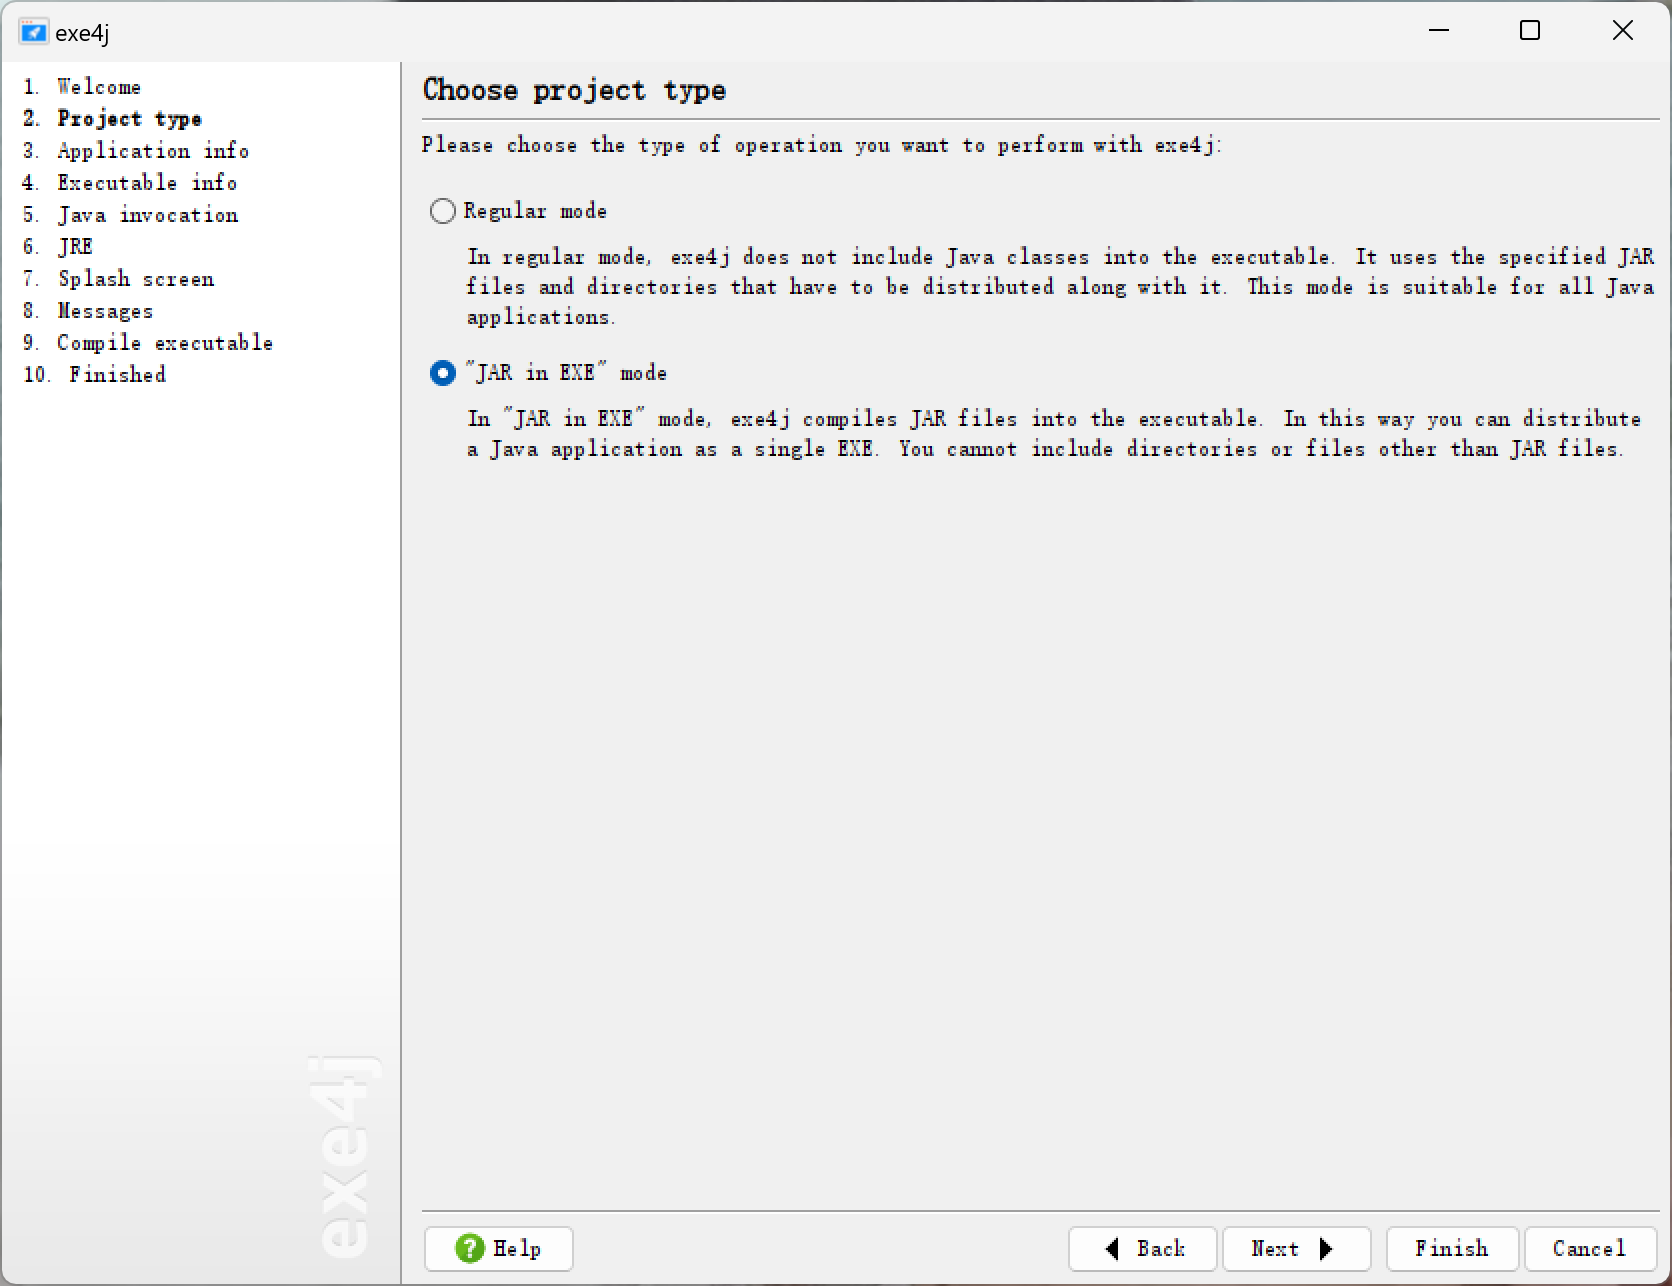 exe4j
1. Welcome
2. Project type
3. Application info
4. Executable info
5. Java invocation
6. JRE
7. Splash screen
8. Messages
9. Compile executable
10. Finished
exe4j
Choose project type
Please choose the type of operation you want to perform with exe4j:
Regular mode
In regular mode, exe4j does not include Java classes into the executable. It uses the specified JAR
files and directories that have to be distributed along with it. This mode is suitable for all Java
applications.
"JAR in EXE" mode
In "JAR in EXE" mode, exe4j compiles JAR files into the executable. In this way you can distribute
a Java application as a single EXE. You cannot include directories or files other than JAR files.
Help
Back
Next
Finish
Cancel